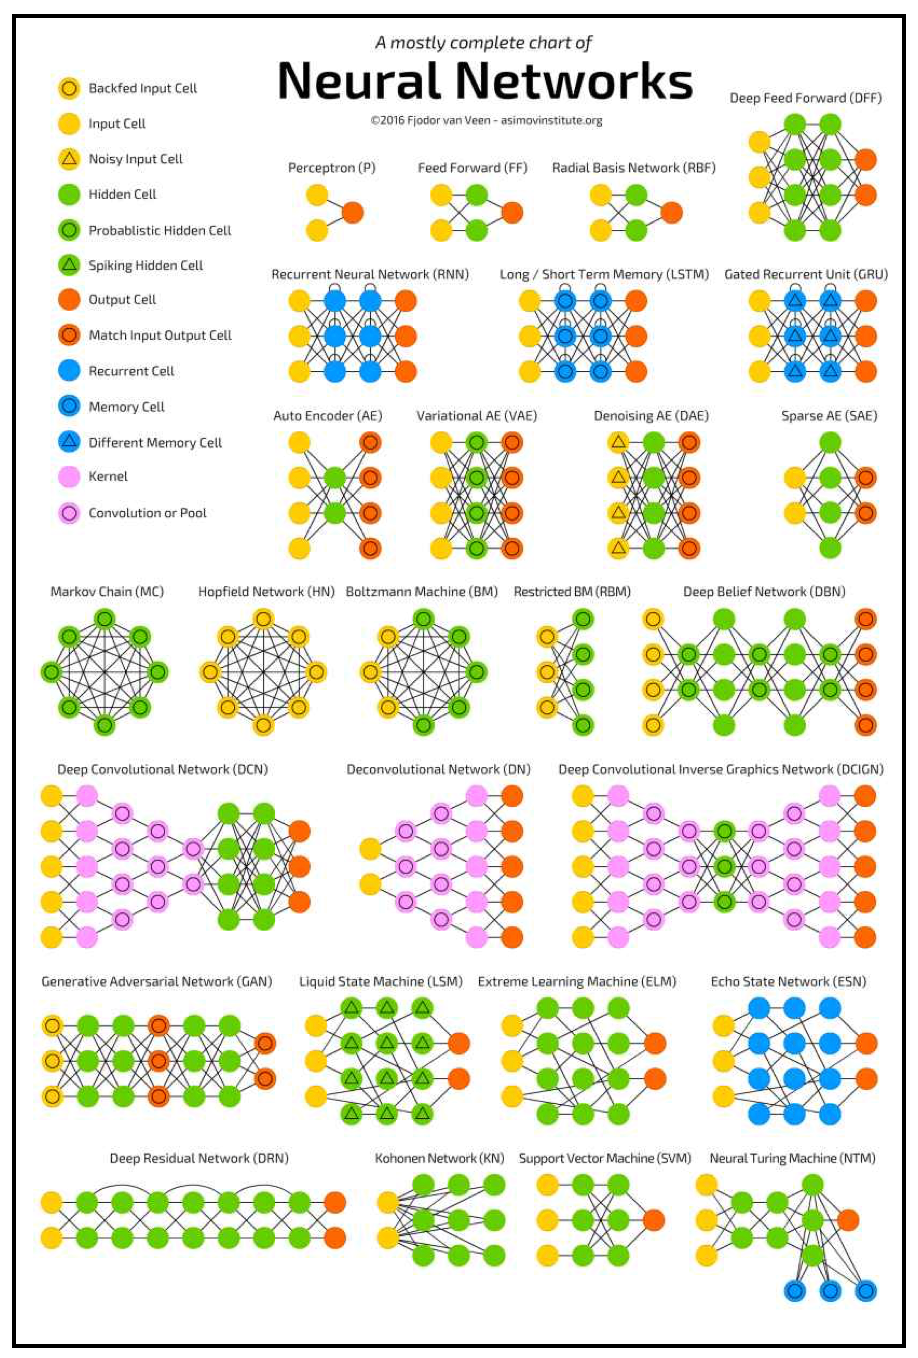 A mostly complete chart of
Neural Networks
©2016 Fjodor van Veen - asimovinstitute.org
Backfed Input Cell
Input Cell
Noisy Input Cell
Hidden Cell
Probablistic Hidden Cell
Spiking Hidden Cell
Output Cell
Match Input Output Cell
Recurrent Cell
Memory Cell
Different Memory Cell
Kernel
Convolution or Pool
Deep Feed Forward (DFF)
Perceptron (P)
Feed Forward (FF)
Radial Basis Network (RBF)
Recurrent Neural Network (RNN)
Long / Short Term Memory (LSTM)
Gated Recurrent Unit (GRU)
Auto Encoder (AE)
Variational AE (VAE)
Denoising AE (DAE)
Sparse AE (SAE)
Markov Chain (MC)
Hopfield Network (HN)
Boltzmann Machine (BM)
Restricted BM (RBM)
Deep Belief Network (DBN)
Deep Convolutional Network (DCN)
Deconvolutional Network (DN)
Deep Convolutional Inverse Graphics Network (DCIGN)
Generative Adversarial Network (GAN)
Liquid State Machine (LSM)
Extreme Learning Machine (ELM)
Echo State Network (ESN)
Deep Residual Network (DRN)
Kohonen Network (KN)
Support Vector Machine (SVM)
Neural Turing Machine (NTM)